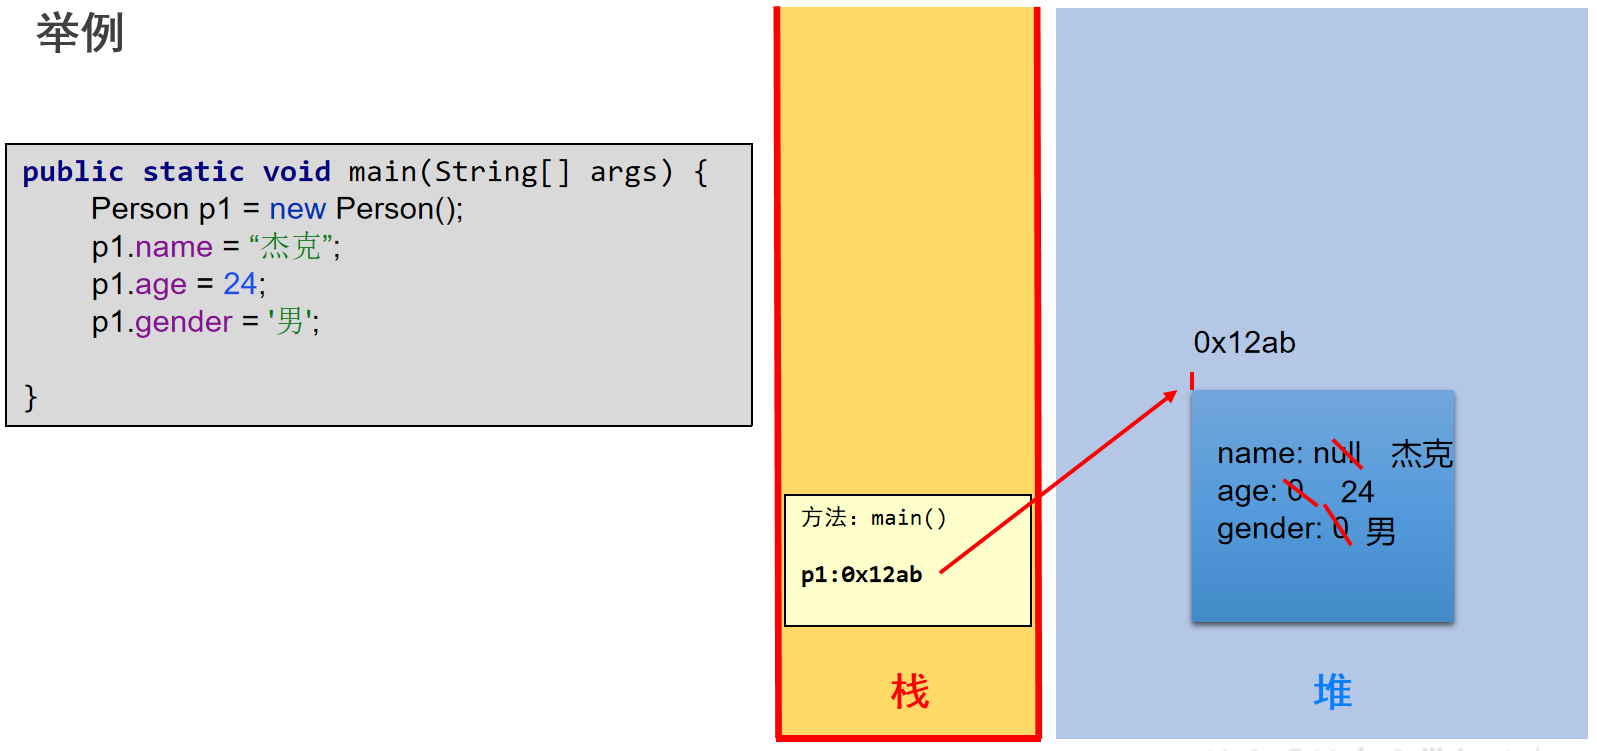 举例
public static void main(String[] args) {
Person p1 = new Person();
p1.name = “杰克”;
p1.age = 24;
p1.gender = '男';
}
方法：main()
p1:0x12ab
栈
0x12ab
name: null 杰克
age: 0 24
gender: 0 男
堆